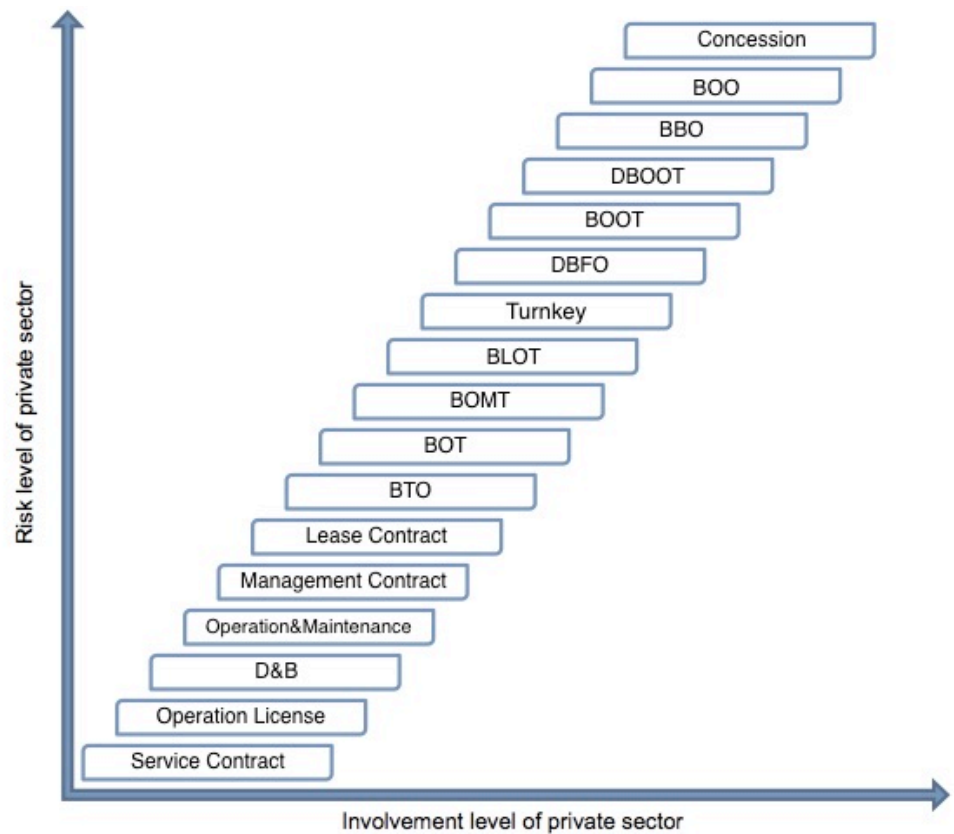 Concession
BOO
BBO
DBOOT
BOOT
DBFO
Turnkey
BLOT
BOMT
BOT
BTO
Lease Contract
Management Contract
Operation&Maintenance
D&B
Operation License
Service Contract
Risk level of private sector
Involvement level of private sector